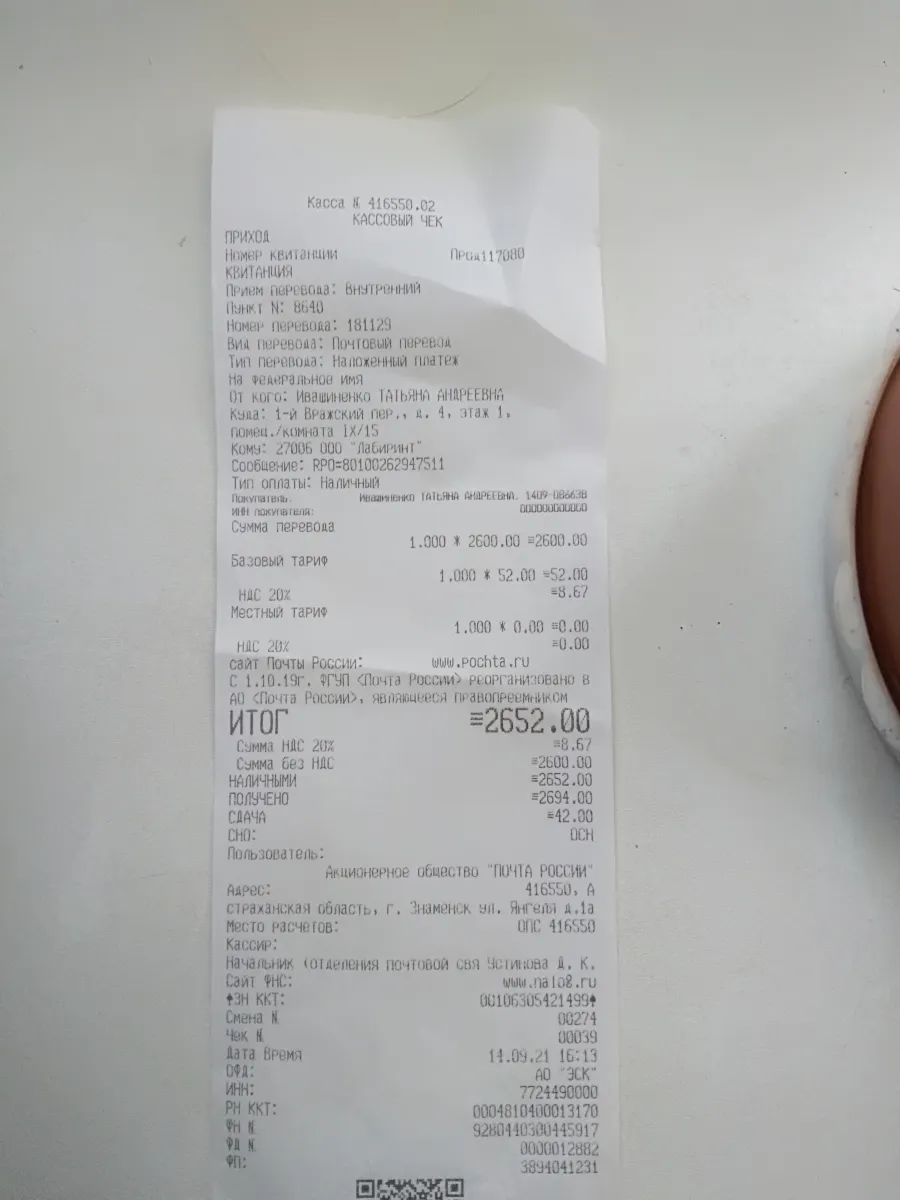 Касса № 416550.02
КАССОВЫЙ ЧЕК
ПРИХОД
Номер квитанции Прод117080
КВИТАНЦИЯ
Прием перевода: Внутренний
Пункт N: 8640
Номер перевода: 181129
Вид перевода: Почтовый перевод
Тип перевода: Наложенный платеж
На федеральное имя
От кого: Ивашиненко ТАТЬЯНА АНДРЕЕВНА
Куда: 1-й Вражский пер., д. 4, этаж 1,
помещ./комната IX/15
Кому: 27006 ООО "Лабиринт"
Сообщение: RPO=80100262947511
Тип оплаты: Наличный
Покупатель: Ивашиненко ТАТЬЯНА АНДРЕЕВНА, 1409-086638
ИНН покупателя: 000000000000
Сумма перевода
1.000 * 2600.00 =2600.00
Базовый тариф
1.000 * 52.00 =52.00
НДС 20% =8.67
Местный тариф
1.000 * 0.00 =0.00
НДС 20% =0.00
сайт Почты России: www.pochta.ru
С 1.10.19г. ФГУП <Почта России> реорганизовано в
АО <Почта России>, являющееся правопреемником
ИТОГ =2652.00
Сумма НДС 20% =8.67
Сумма без НДС =2600.00
НАЛИЧНЫМИ =2652.00
ПОЛУЧЕНО =2694.00
СДАЧА =42.00
СНО: ОСН
Пользователь:
Акционерное общество "ПОЧТА РОССИИ"
Адрес: 416550, А
страханская область, г. Знаменск ул. Янгеля д.1а
Место расчетов: ОПС 416550
Кассир:
Начальник (отделения почтовой свя Устинова Д. К.
Сайт ФНС: www.nalog.ru
♠ЗН ККТ: 00106305421499♠
Смена № 00274
Чек № 00039
Дата Время 14.09.21 16:13
ОФД: АО "ЭСК"
ИНН: 7724490000
РН ККТ: 0004810400013170
ФН № 9280440300445917
ФД № 0000012882
ФП: 3894041231